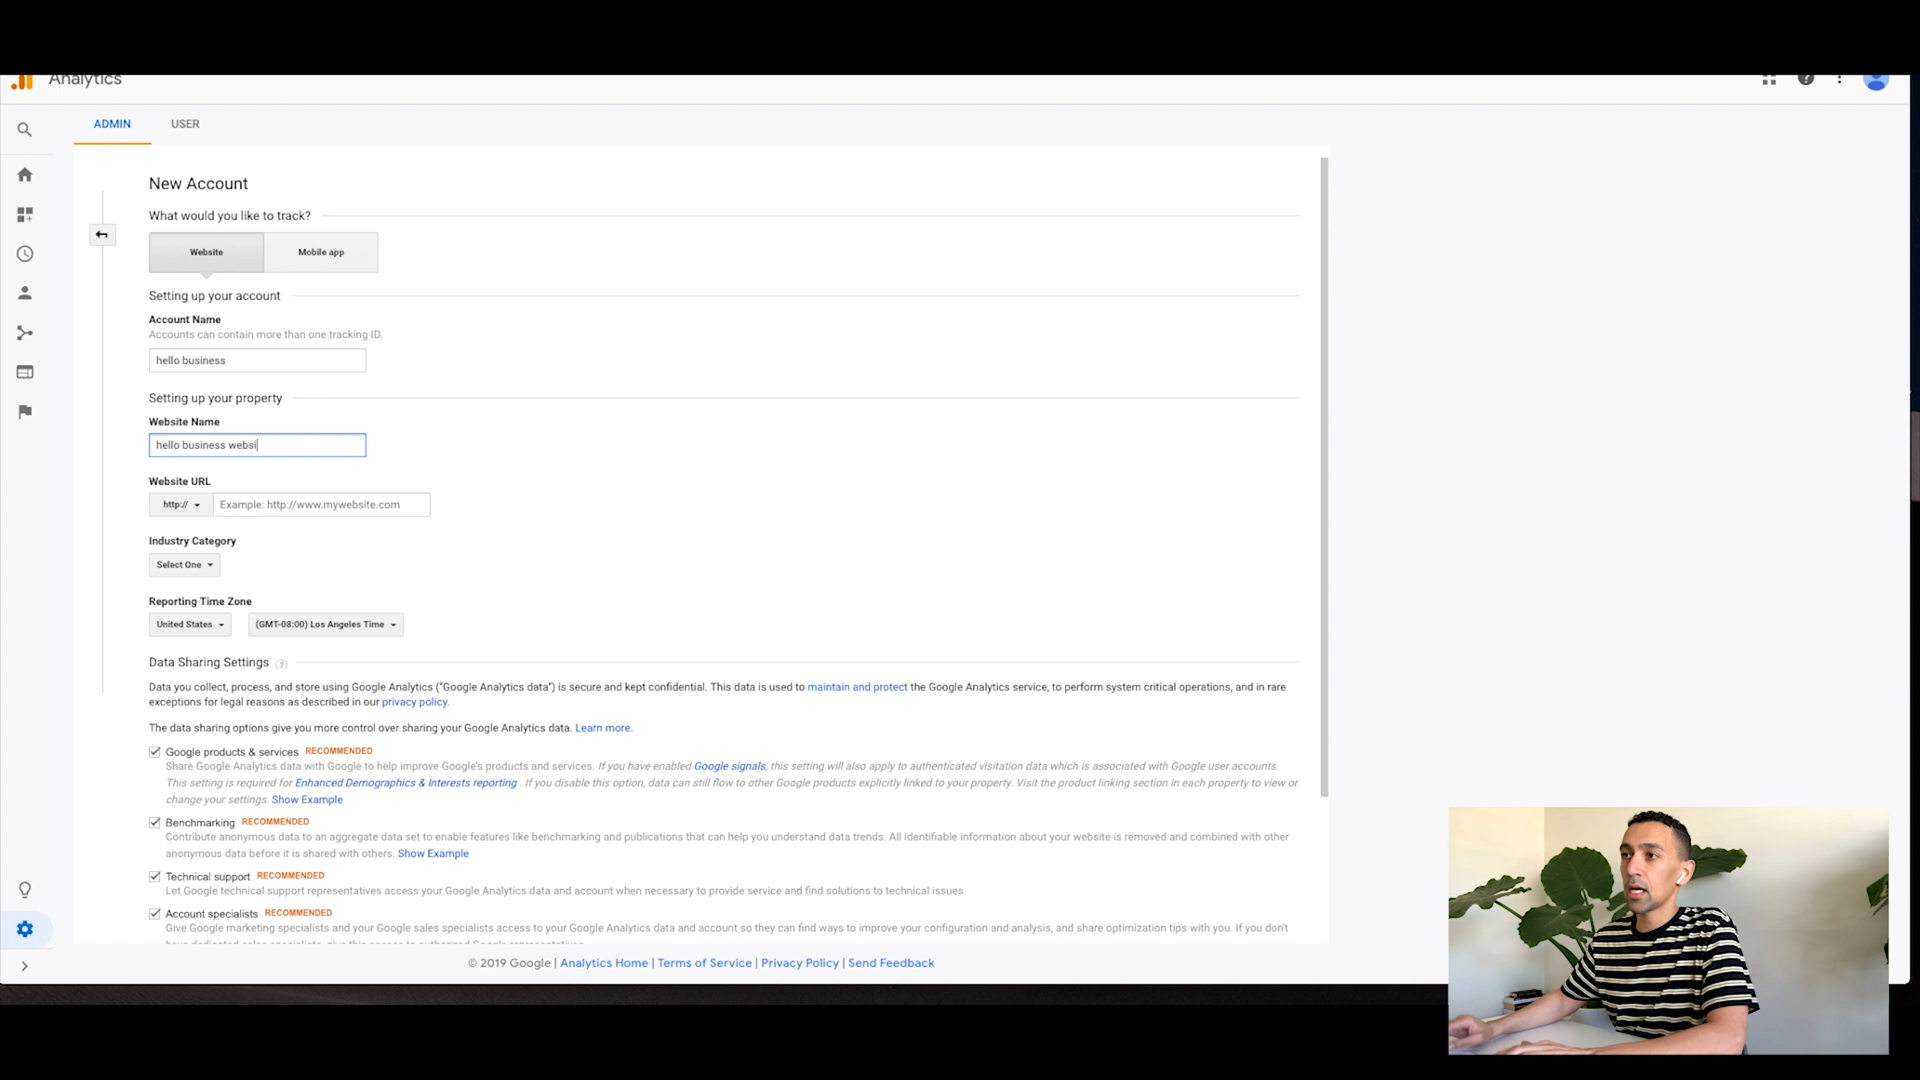 Analytics
ADMIN USER
New Account
What would you like to track?
Website Mobile app
Setting up your account
Account Name
Accounts can contain more than one tracking ID.
hello business
Setting up your property
Website Name
hello business websi
Website URL
http:// Example: http://www.mywebsite.com
Industry Category
Select One
Reporting Time Zone
United States (GMT-08:00) Los Angeles Time
Data Sharing Settings ?
Data you collect, process, and store using Google Analytics ("Google Analytics data") is secure and kept confidential. This data is used to maintain and protect the Google Analytics service, to perform system critical operations, and in rare
exceptions for legal reasons as described in our privacy policy.
The data sharing options give you more control over sharing your Google Analytics data. Learn more.
Google products & services RECOMMENDED
Share Google Analytics data with Google to help improve Google's products and services. If you have enabled Google signals, this setting will also apply to authenticated visitation data which is associated with Google user accounts.
This setting is required for Enhanced Demographics & Interests reporting . If you disable this option, data can still flow to other Google products explicitly linked to your property. Visit the product linking section in each property to view or
change your settings. Show Example
Benchmarking RECOMMENDED
Contribute anonymous data to an aggregate data set to enable features like benchmarking and publications that can help you understand data trends. All identifiable information about your website is removed and combined with other
anonymous data before it is shared with others. Show Example
Technical support RECOMMENDED
Let Google technical support representatives access your Google Analytics data and account when necessary to provide service and find solutions to technical issues.
Account specialists RECOMMENDED
Give Google marketing specialists and your Google sales specialists access to your Google Analytics data and account so they can find ways to improve your configuration and analysis, and share optimization tips with you. If you don't
© 2019 Google | Analytics Home | Terms of Service | Privacy Policy | Send Feedback